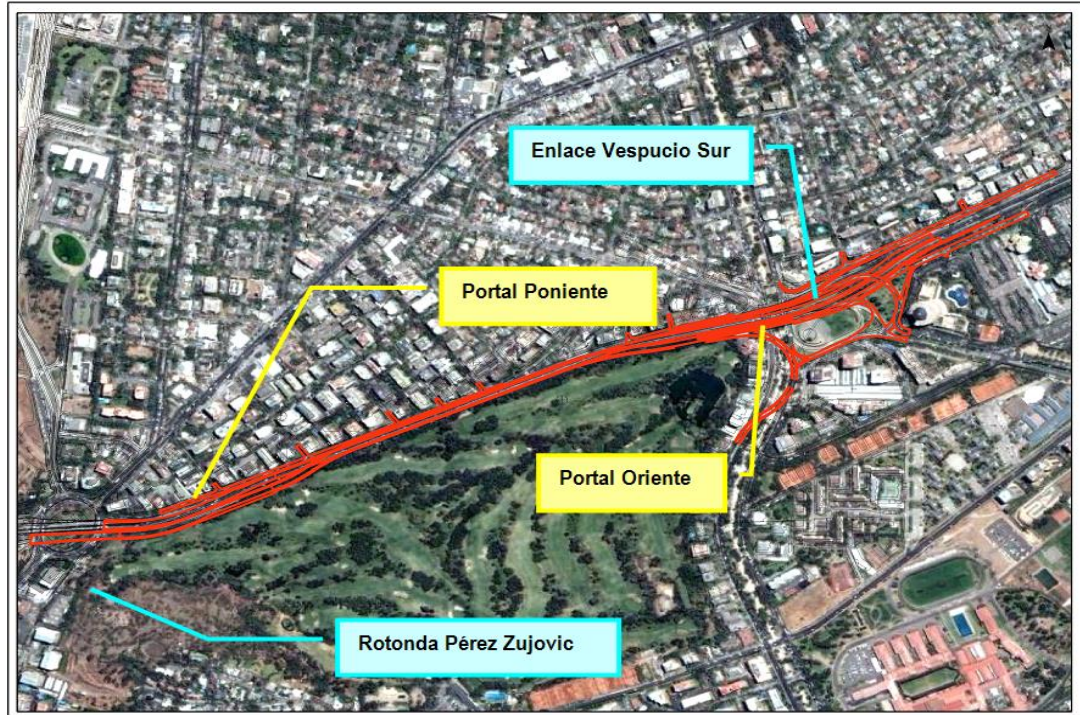 Enlace Vespucio Sur
Portal Poniente
Portal Oriente
Rotonda Pérez Zujovic